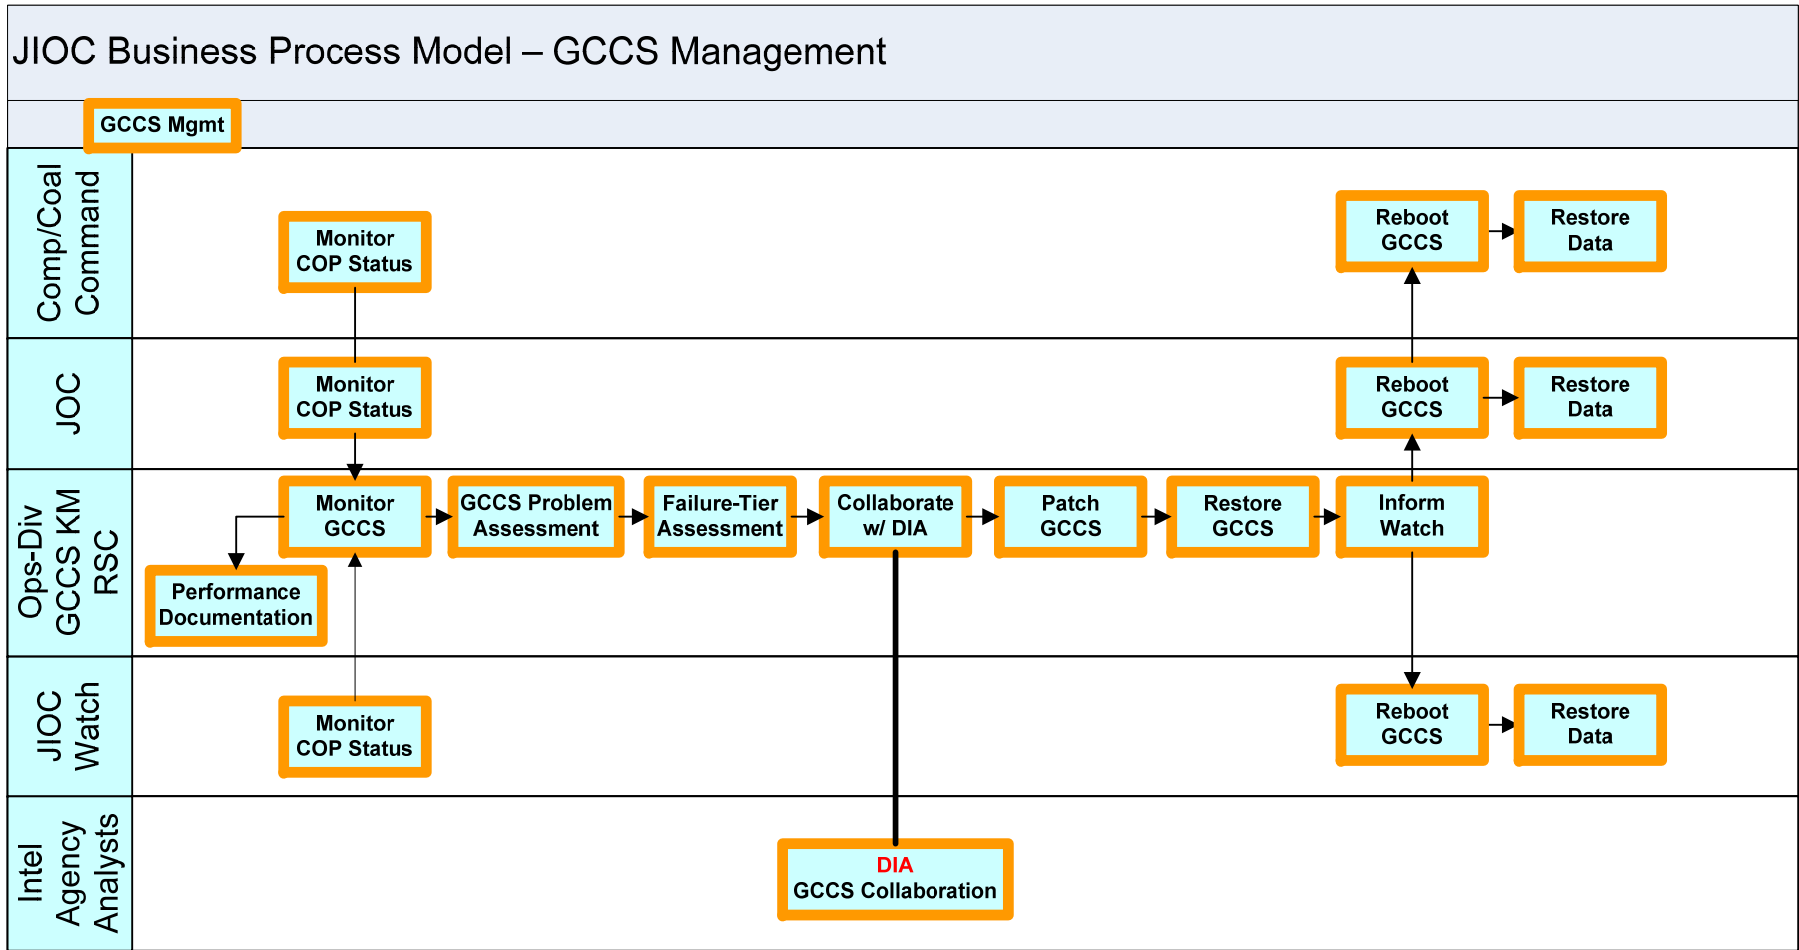 JIOC Business Process Model – GCCS Management
GCCS Mgmt
Comp/Coal
Command
Monitor
COP Status
Reboot
GCCS
Restore
Data
JOC
Monitor
COP Status
Reboot
GCCS
Restore
Data
Ops-Div
GCCS KM
RSC
Monitor
GCCS
GCCS Problem
Assessment
Failure-Tier
Assessment
Collaborate
w/ DIA
Patch
GCCS
Restore
GCCS
Inform
Watch
Performance
Documentation
JIOC
Watch
Monitor
COP Status
Reboot
GCCS
Restore
Data
Intel
Agency
Analysts
DIA
GCCS Collaboration